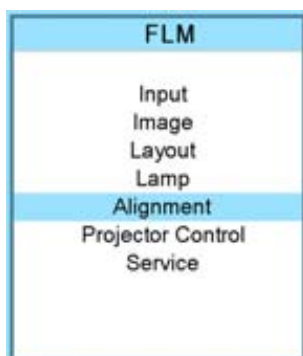 FLM
Input
Image
Layout
Lamp
Alignment
Projector Control
Service